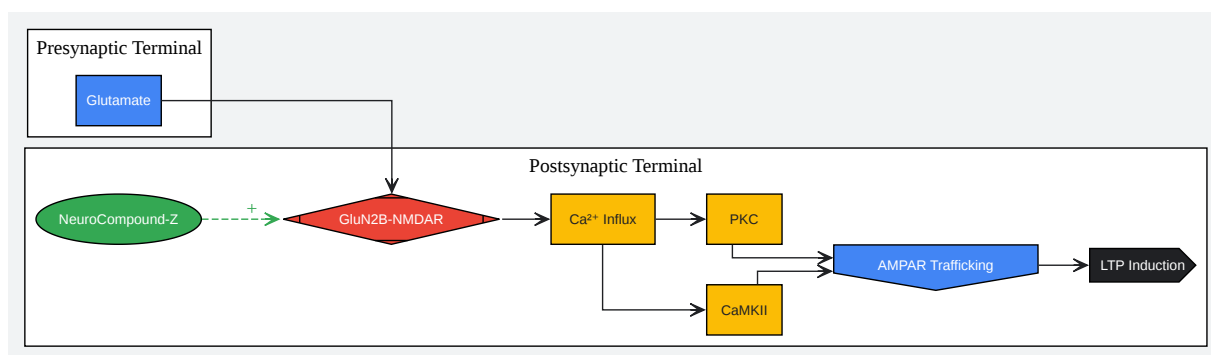 Presynaptic Terminal
Glutamate
Postsynaptic Terminal
NeuroCompound-Z
+
GluN2B-NMDAR
Ca²⁺ Influx
PKC
CaMKII
AMPAR Trafficking
LTP Induction